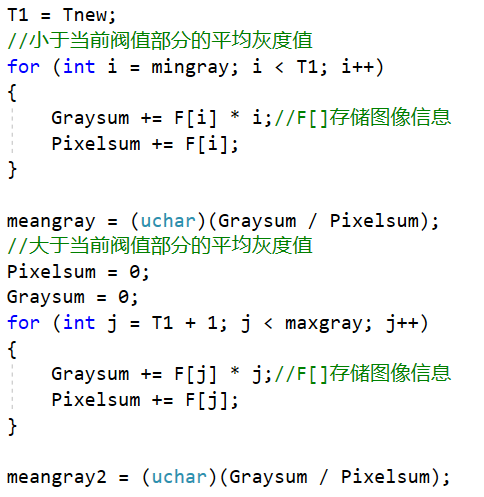 T1 = Tnew;
//小于当前阀值部分的平均灰度值
for (int i = mingray; i < T1; i++)
{
    Graysum += F[i] * i;//F[]存储图像信息
    Pixelsum += F[i];
}
meangray = (uchar)(Graysum / Pixelsum);
//大于当前阀值部分的平均灰度值
Pixelsum = 0;
Graysum = 0;
for (int j = T1 + 1; j < maxgray; j++)
{
    Graysum += F[j] * j;//F[]存储图像信息
    Pixelsum += F[j];
}
meangray2 = (uchar)(Graysum / Pixelsum);